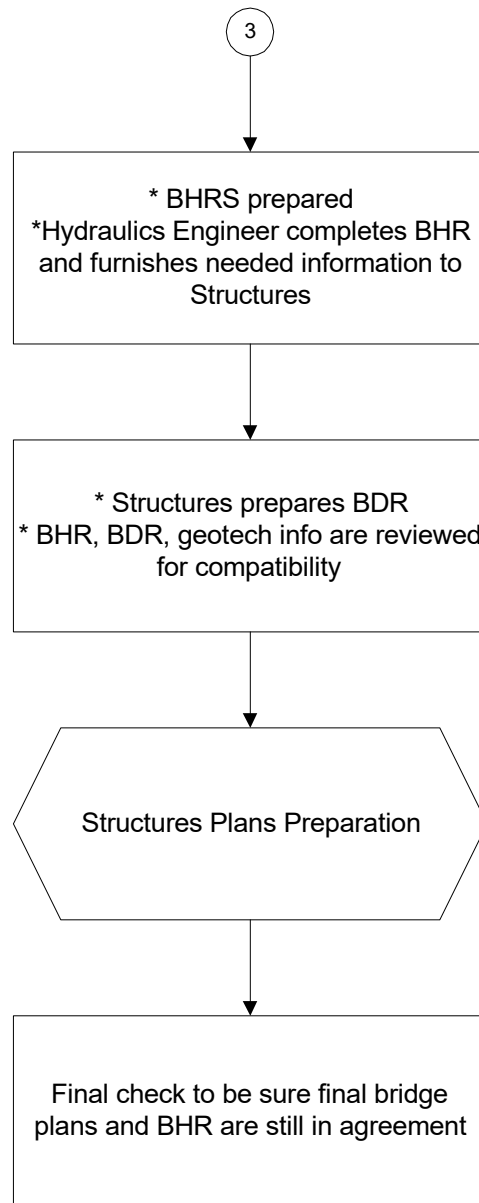 3
* BHRS prepared
*Hydraulics Engineer completes BHR
and furnishes needed information to
Structures
* Structures prepares BDR
* BHR, BDR, geotech info are reviewed
for compatibility
Structures Plans Preparation
Final check to be sure final bridge
plans and BHR are still in agreement